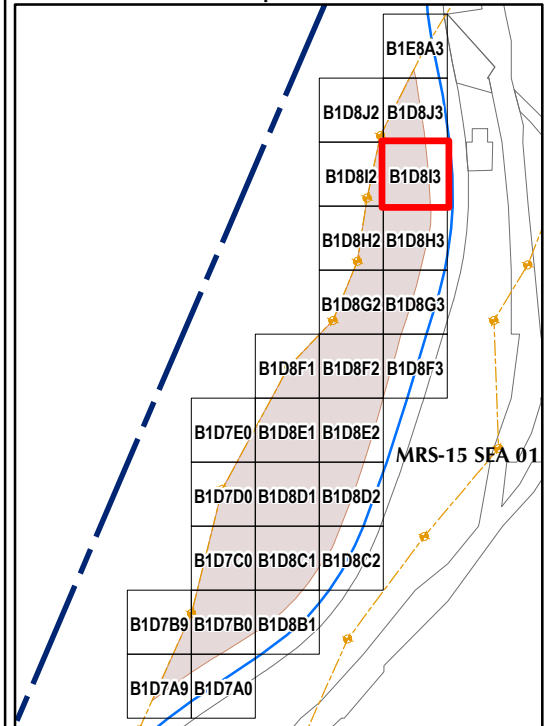 B1E8A3
B1D8J2 B1D8J3
B1D8I2 B1D8I3
B1D8H2 B1D8H3
B1D8G2 B1D8G3
B1D8F1 B1D8F2 B1D8F3
B1D7E0 B1D8E1 B1D8E2
MRS-15 SEA 01
B1D7D0 B1D8D1 B1D8D2
B1D7C0 B1D8C1 B1D8C2
B1D7B9 B1D7B0 B1D8B1
B1D7A9 B1D7A0